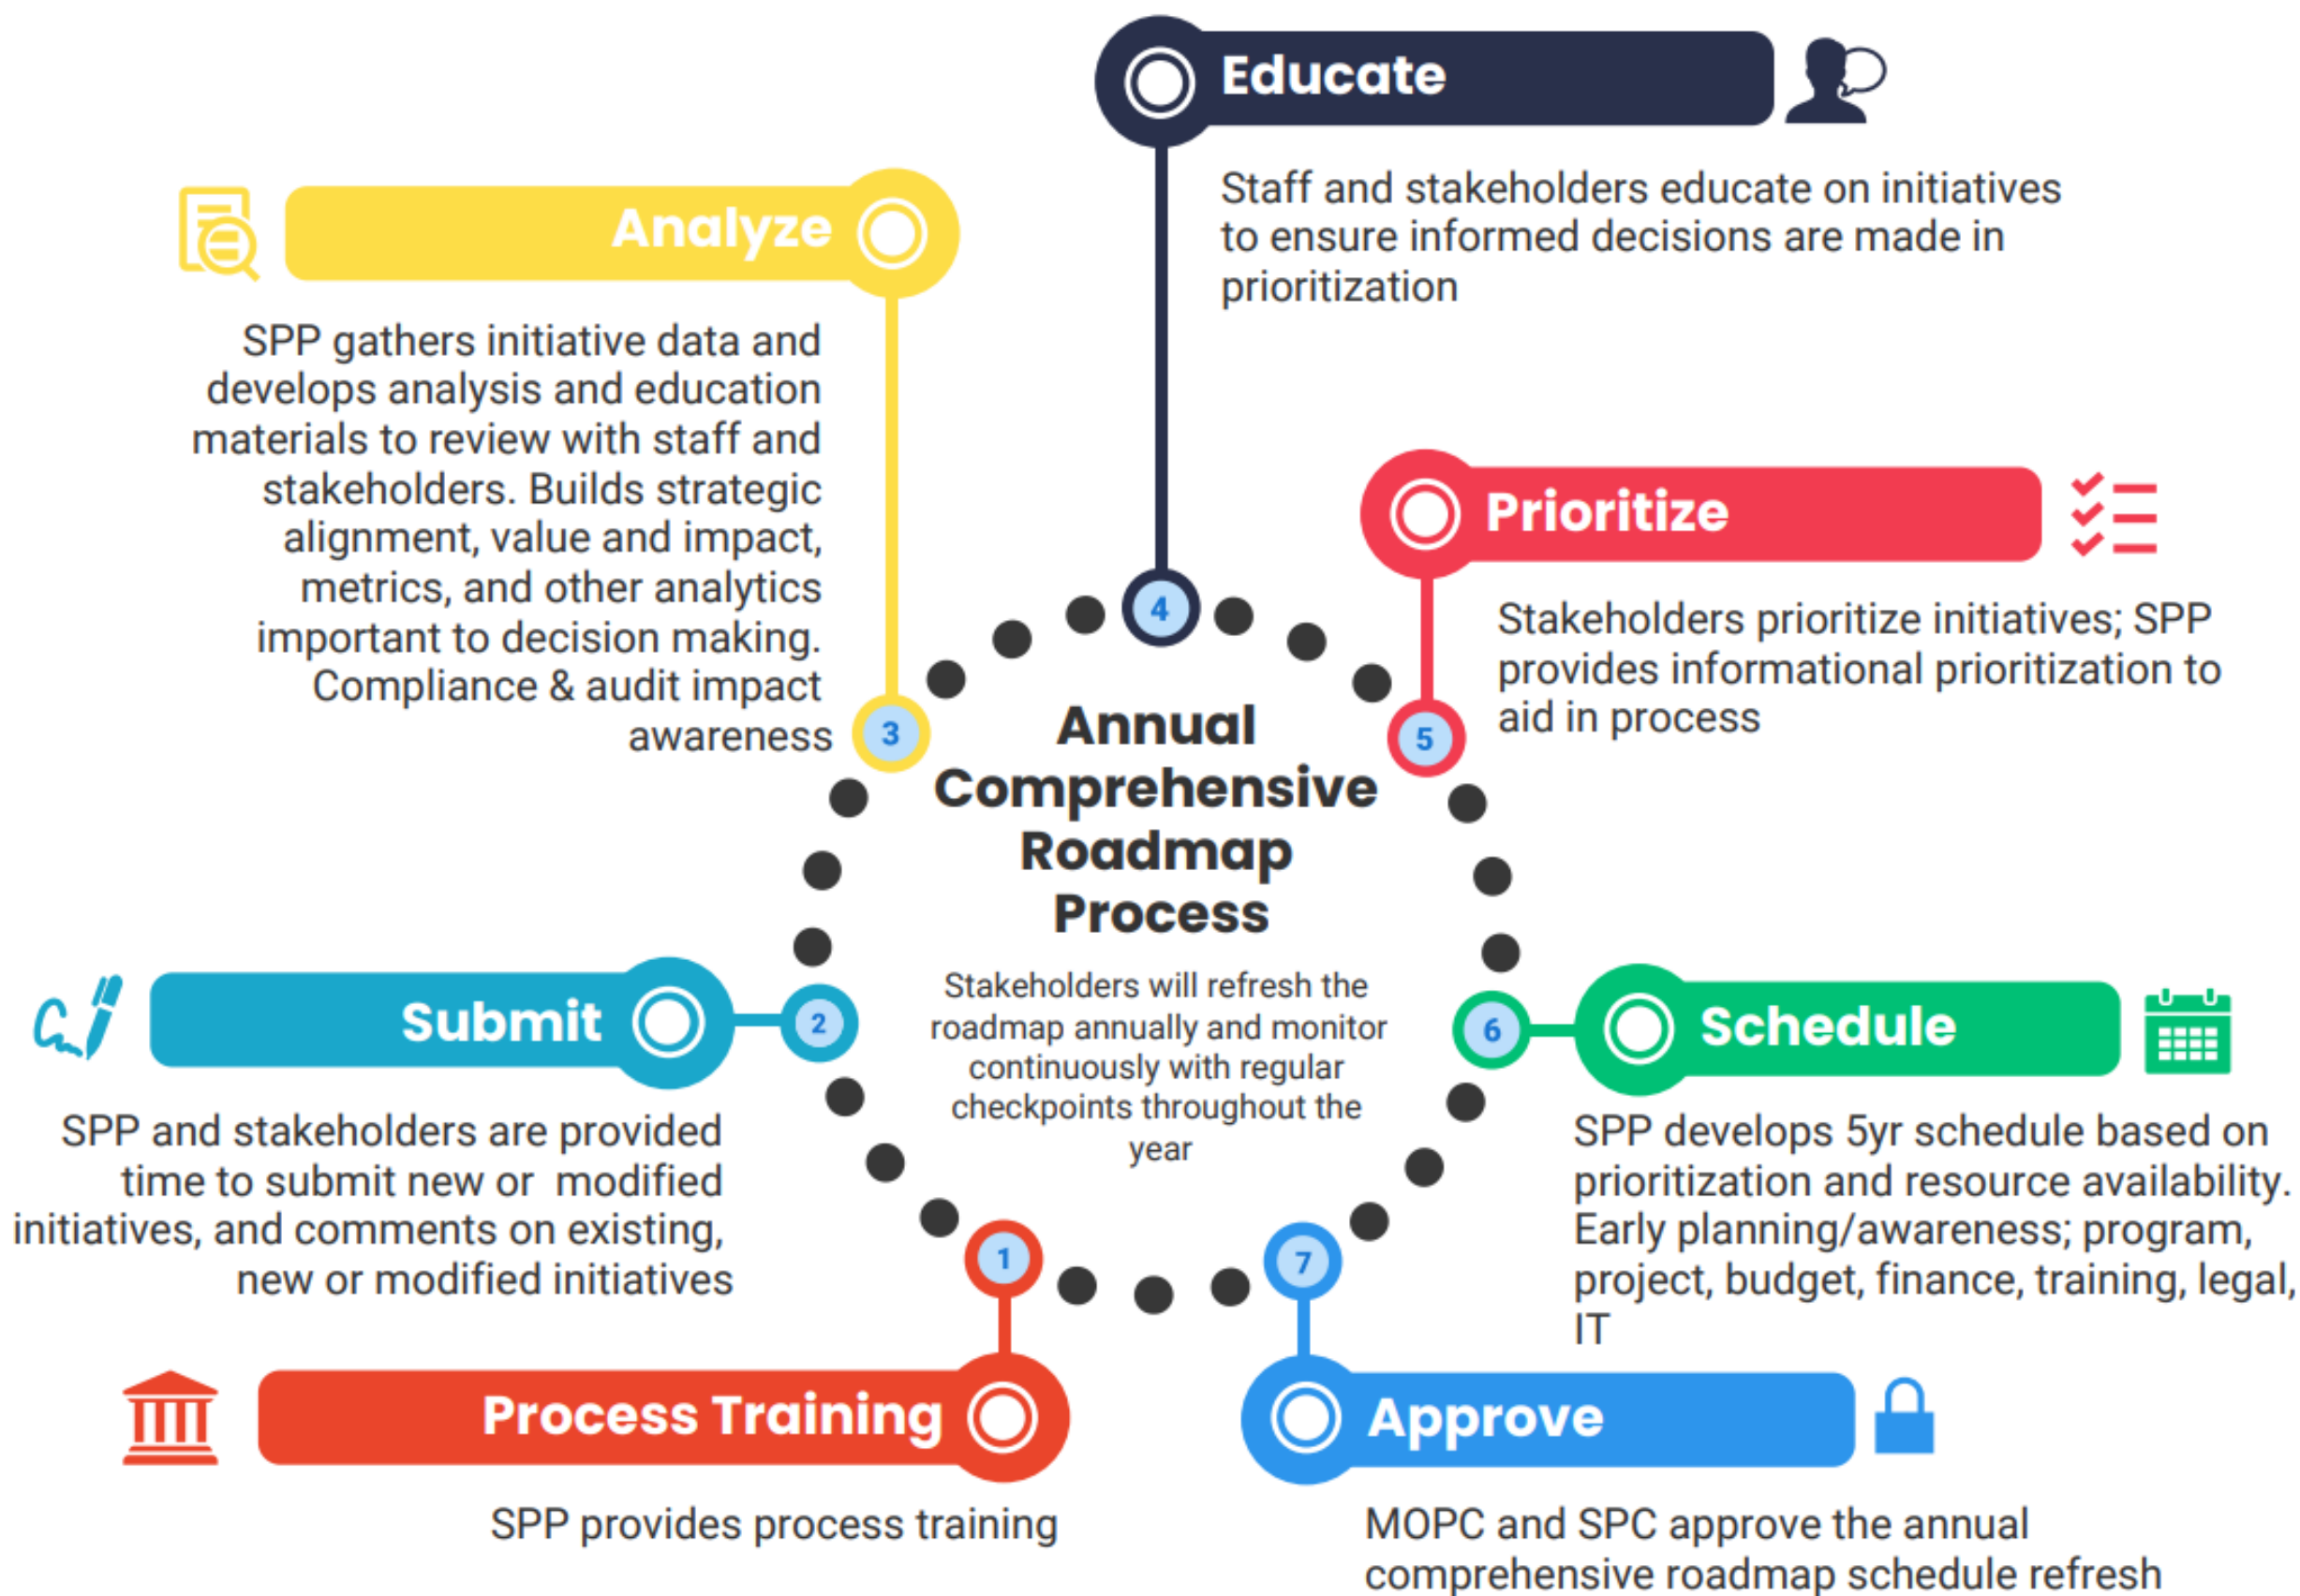 Educate
Staff and stakeholders educate on initiatives
to ensure informed decisions are made in
prioritization
Analyze
SPP gathers initiative data and
develops analysis and education
materials to review with staff and
stakeholders. Builds strategic
alignment, value and impact,
metrics, and other analytics
important to decision making.
Compliance & audit impact
awareness
Prioritize
Stakeholders prioritize initiatives; SPP
provides informational prioritization to
aid in process
4
3
5
Annual
Comprehensive
Roadmap
Process
Stakeholders will refresh the
roadmap annually and monitor
continuously with regular
checkpoints throughout the
year
Submit
2
SPP and stakeholders are provided
time to submit new or modified
initiatives, and comments on existing,
new or modified initiatives
6
Schedule
SPP develops 5yr schedule based on
prioritization and resource availability.
Early planning/awareness; program,
project, budget, finance, training, legal,
IT
1
7
Process Training
SPP provides process training
Approve
MOPC and SPC approve the annual
comprehensive roadmap schedule refresh